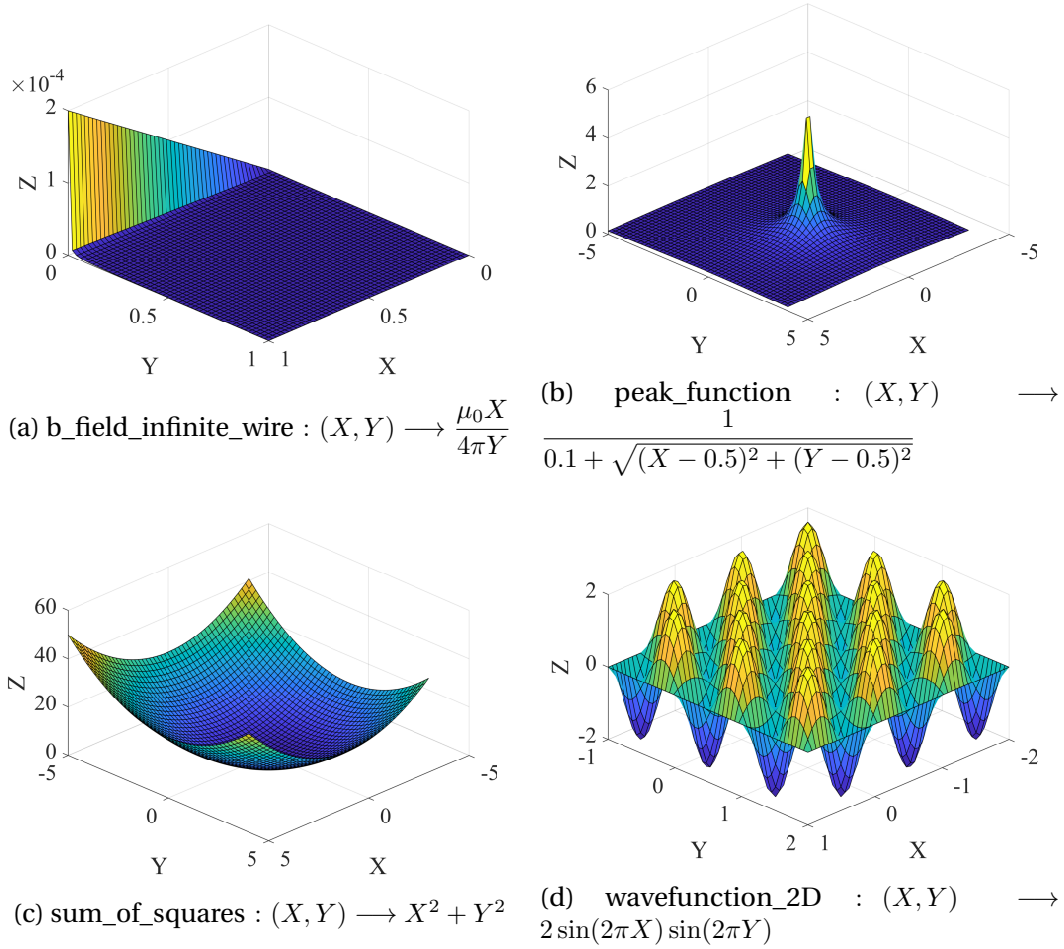 ×10⁻⁴
2
1
0
Z
0
0.5
1
Y
1
0.5
0
X
(a) b_field_infinite_wire : (X, Y) ⟶ μ₀X / 4πY
6
4
2
0
Z
-5
0
5
Y
5
0
-5
X
(b) peak_function : (X, Y) ⟶
1 / 0.1 + √(X − 0.5)² + (Y − 0.5)²
60
40
20
0
Z
-5
0
5
Y
5
0
-5
X
(c) sum_of_squares : (X, Y) ⟶ X² + Y²
2
0
-2
Z
-1
0
1
2
Y
1
0
-1
-2
X
(d) wavefunction_2D : (X, Y) ⟶
2 sin(2πX) sin(2πY)